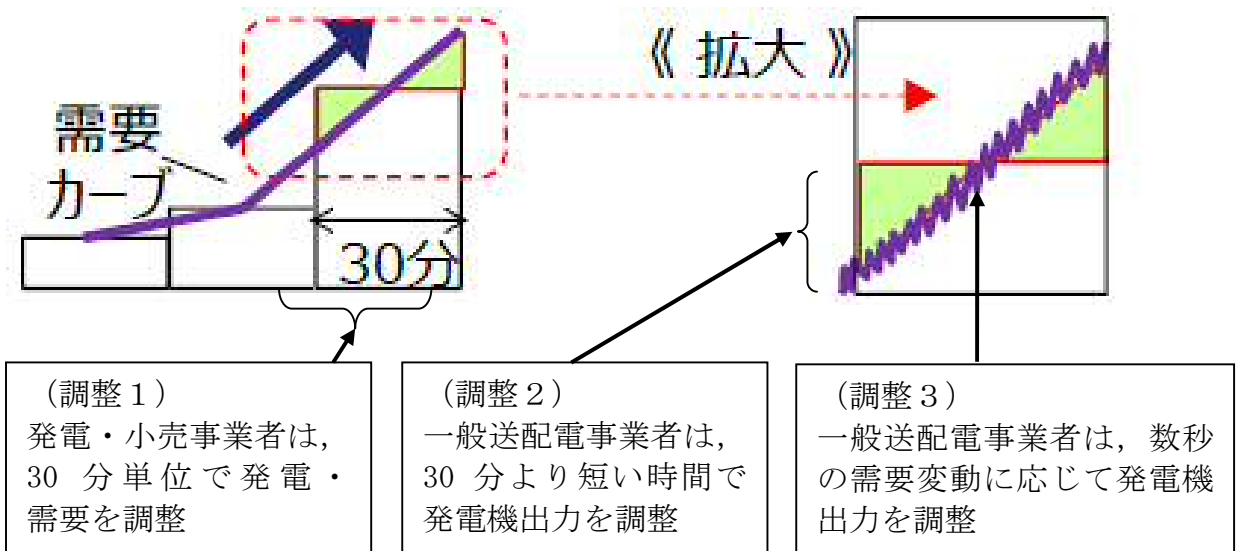 《 拡大 》
需要
カーブ
30分
（調整１）
発電・小売事業者は，
30 分単位で発電・
需要を調整
（調整２）
一般送配電事業者は，
30 分より短い時間で
発電機出力を調整
（調整３）
一般送配電事業者は，数秒
の需要変動に応じて発電機
出力を調整